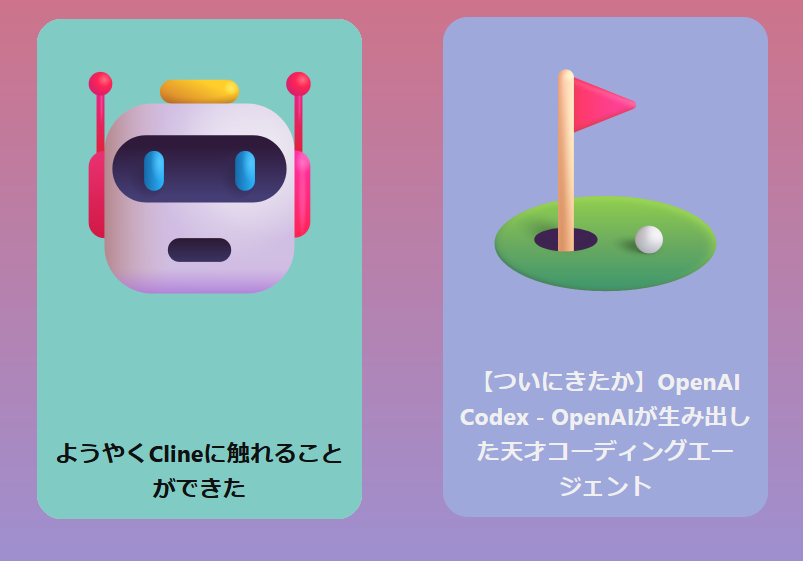 ようやくClineに触れること
ができた
【ついにきたか】OpenAI
Codex - OpenAIが生み出し
た天才コーディングエー
ジェント